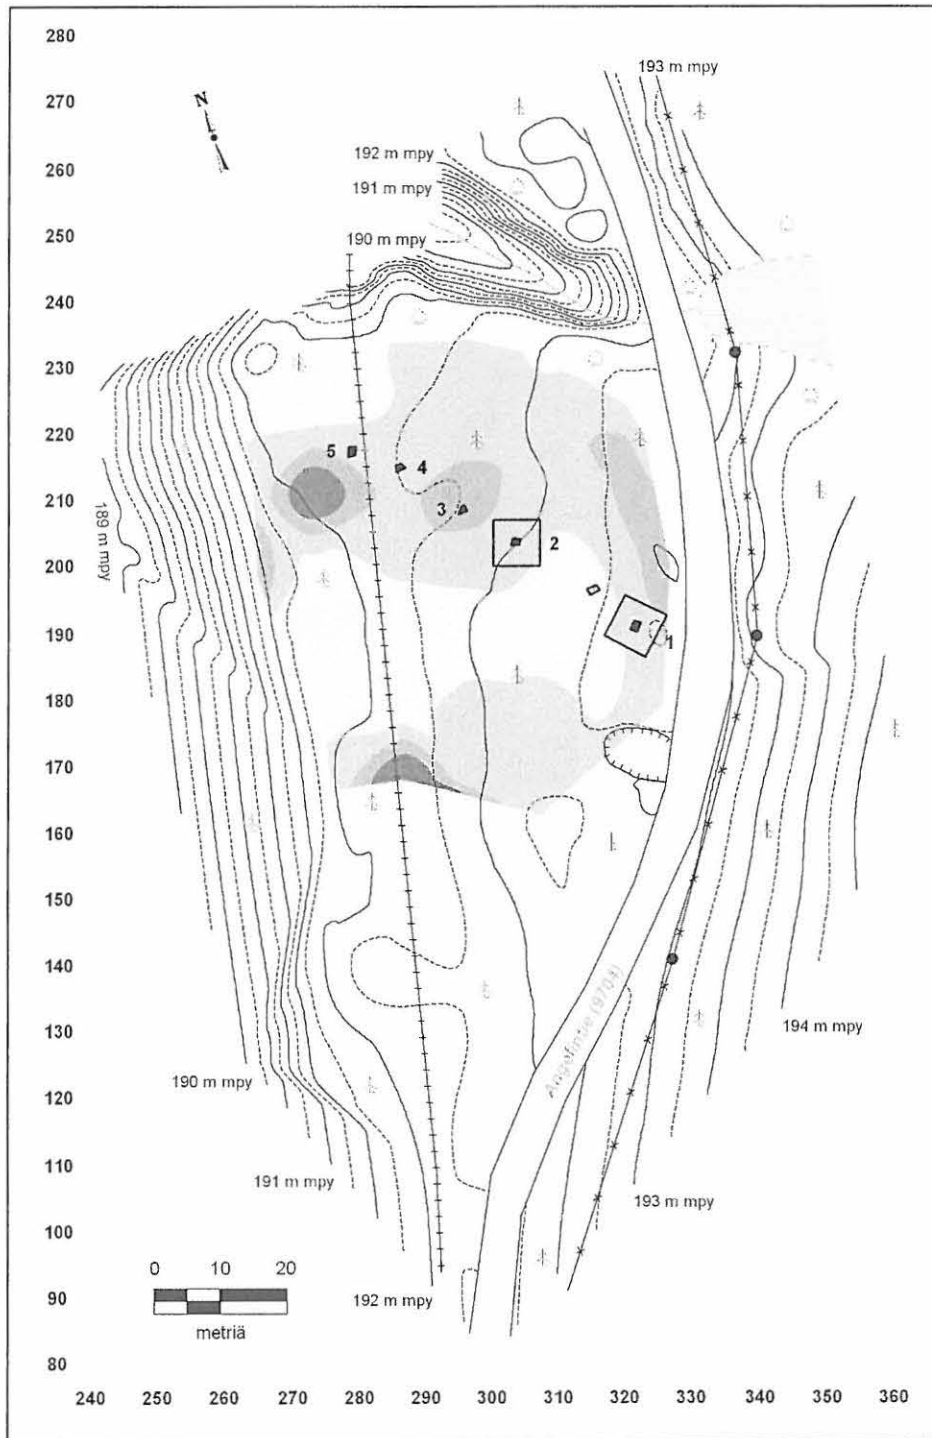 280
193 m mpy
270
N
192 m mpy
260
191 m mpy
250
190 m mpy
240
230
220
5
4
210
3
189 m mpy
2
200
190
1
180
170
160
150
140
Angelintie (9704)
130
194 m mpy
190 m mpy
120
110
191 m mpy
193 m mpy
100
0 10 20
90
192 m mpy
metriä
80
240 250 260 270 280 290 300 310 320 330 340 350 360